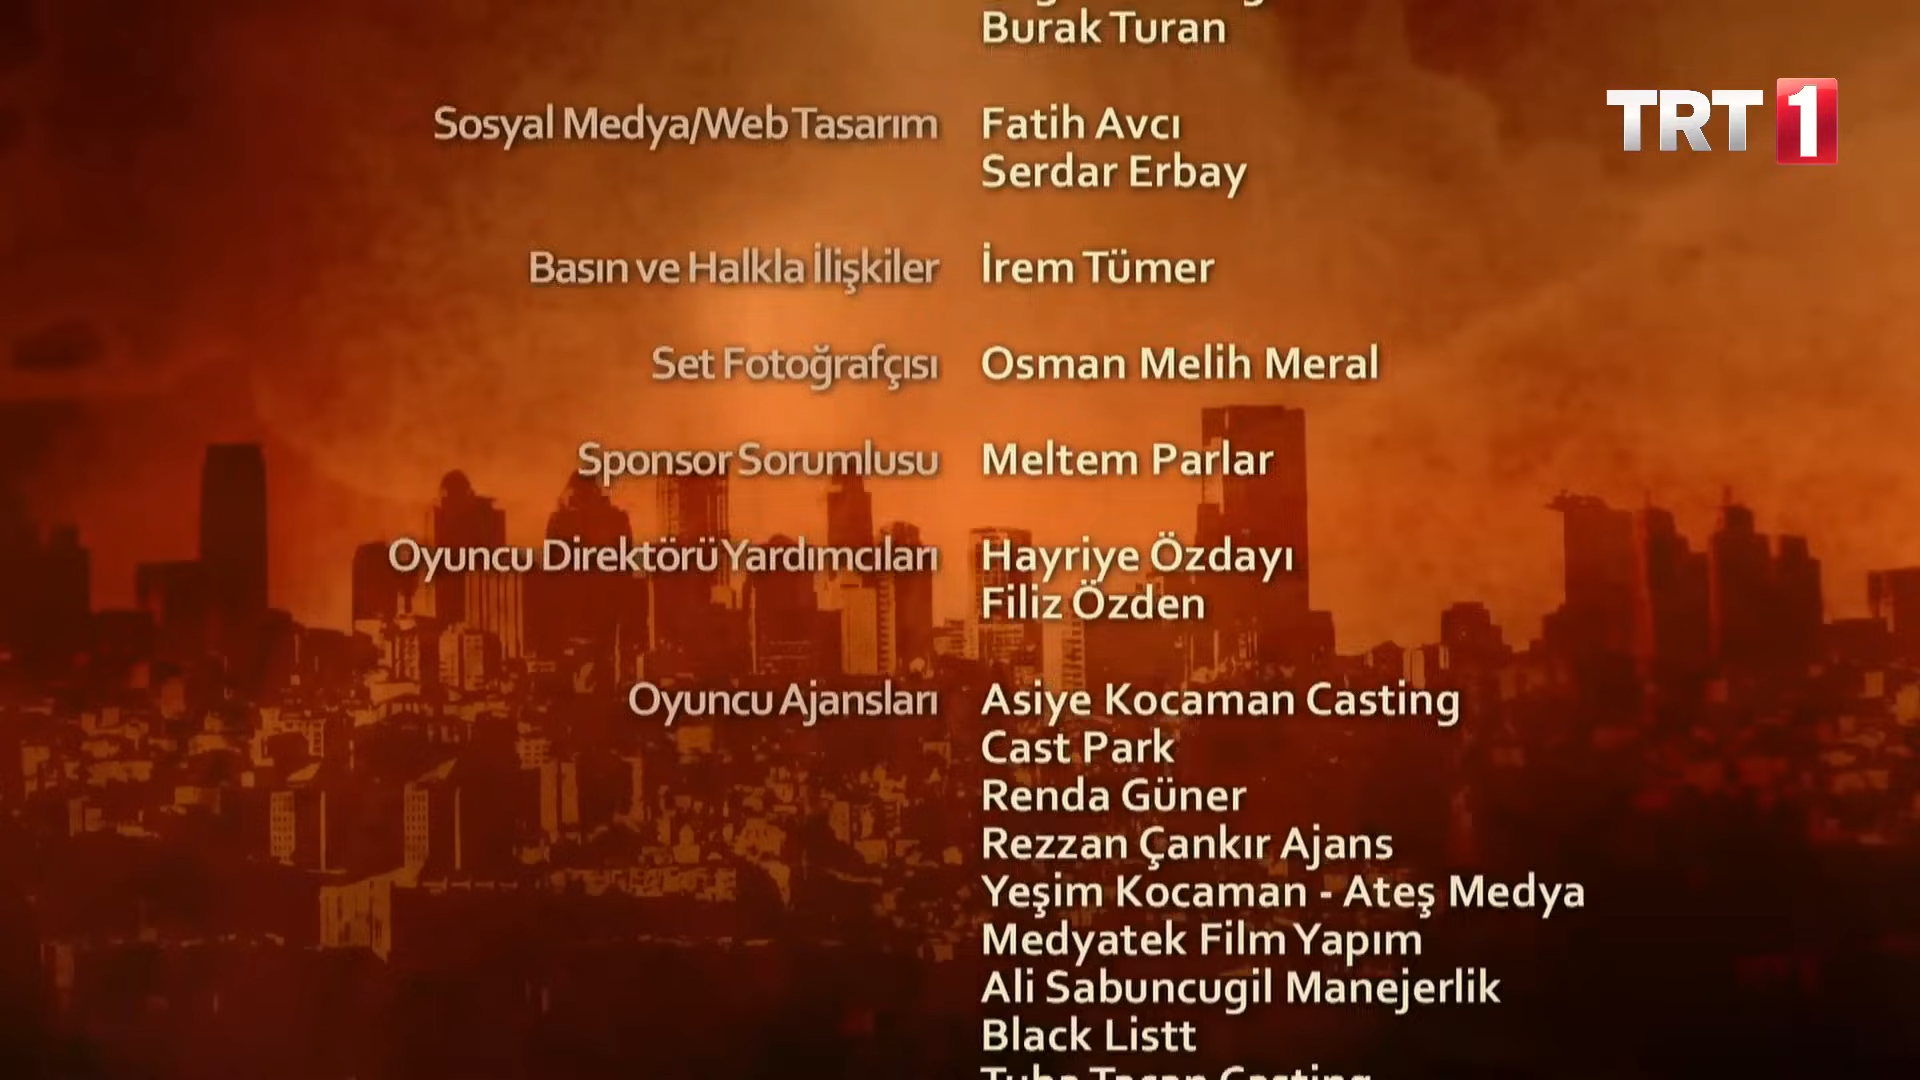 Burak Turan
TRT 1
Sosyal Medya/Web Tasarım Fatih Avcı
Serdar Erbay
Basın ve Halkla İlişkiler İrem Tümer
Set Fotoğrafçısı Osman Melih Meral
Sponsor Sorumlusu Meltem Parlar
Oyuncu Direktörü Yardımcıları Hayriye Özdayı
Filiz Özden
Oyuncu Ajansları Asiye Kocaman Casting
Cast Park
Renda Güner
Rezzan Çankır Ajans
Yeşim Kocaman - Ateş Medya
Medyatek Film Yapım
Ali Sabuncugil Manejerlik
Black Listt
Casting